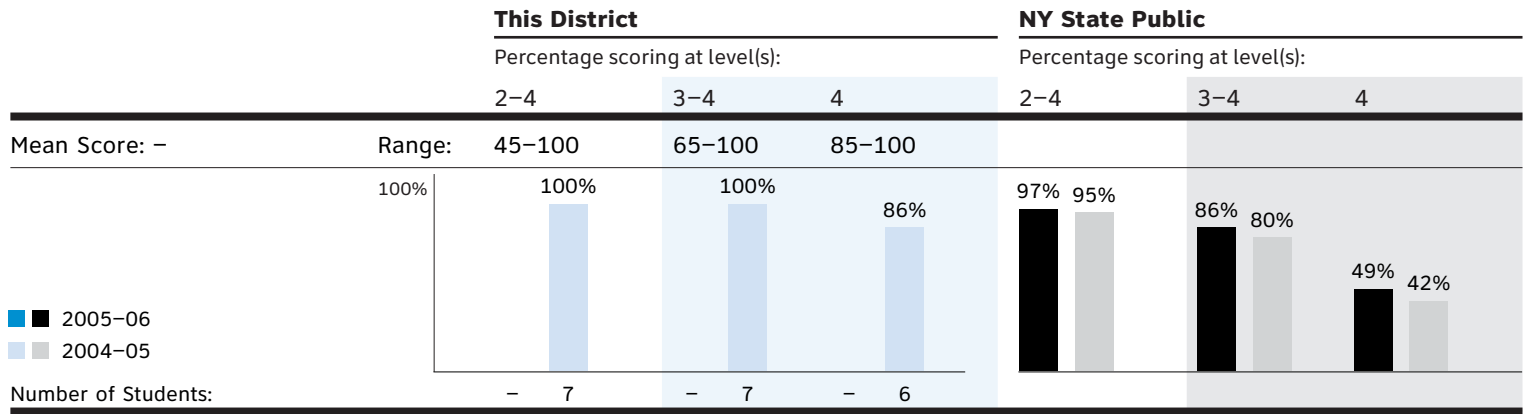 This District NY State Public
Percentage scoring at level(s): Percentage scoring at level(s):
2–4 3–4 4 2–4 3–4 4
Mean Score: – Range: 45–100 65–100 85–100
100% 100% 100% 86% 97% 95% 86% 80% 49% 42%
2005–06
2004–05
Number of Students: – 7 – 7 – 6